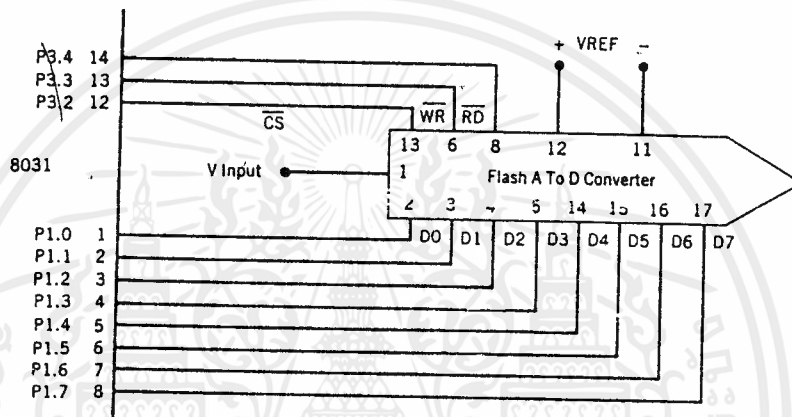 + VREF −
P3.4 14
P3.3 13
P3.2 12
CS WR RD
13 6 8 12 11
8031
V Input
1 Flash A To D Converter
2 3 4 5 14 15 16 17
P1.0 1
D0 D1 D2 D3 D4 D5 D6 D7
P1.1 2
P1.2 3
P1.3 4
P1.4 5
P1.5 6
P1.6 7
P1.7 8